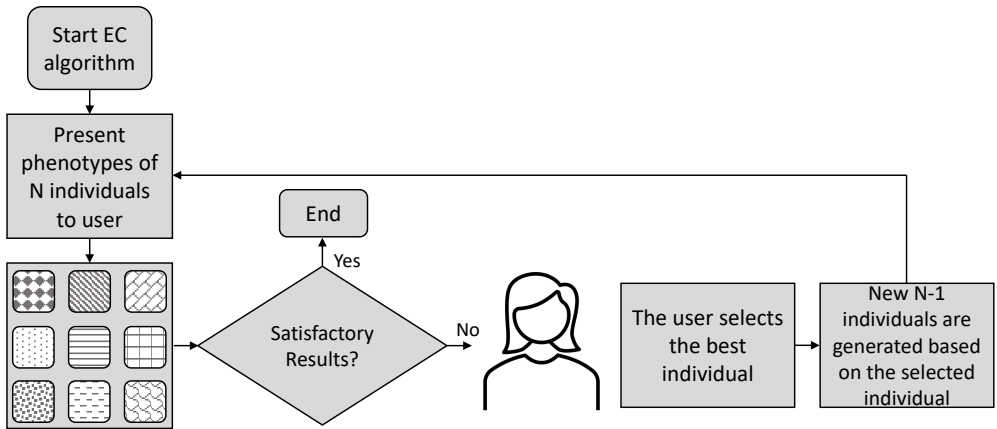 Start EC
algorithm
Present
phenotypes of
N individuals
to user
End
Yes
Satisfactory
Results?
No
The user selects
the best
individual
New N-1
individuals are
generated based
on the selected
individual